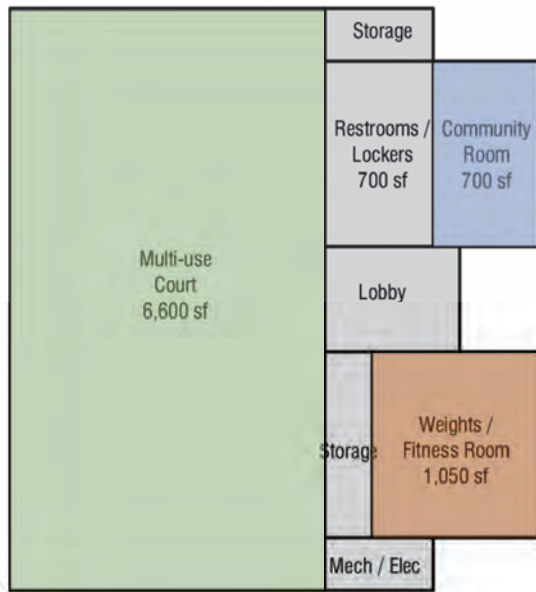 Storage
Restrooms /
Lockers
700 sf
Community
Room
700 sf
Multi-use
Court
6,600 sf
Lobby
Storage
Weights /
Fitness Room
1,050 sf
Mech / Elec